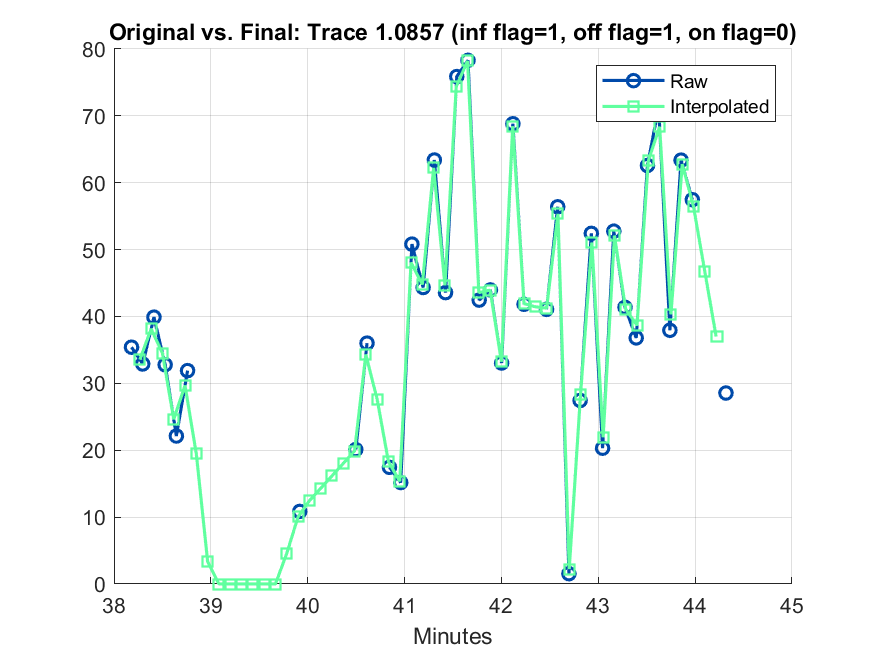 Original vs. Final: Trace 1.0857 (inf flag=1, off flag=1, on flag=0)
80
70
60
50
40
30
20
10
0
Raw
Interpolated
38 39 40 41 42 43 44 45
Minutes